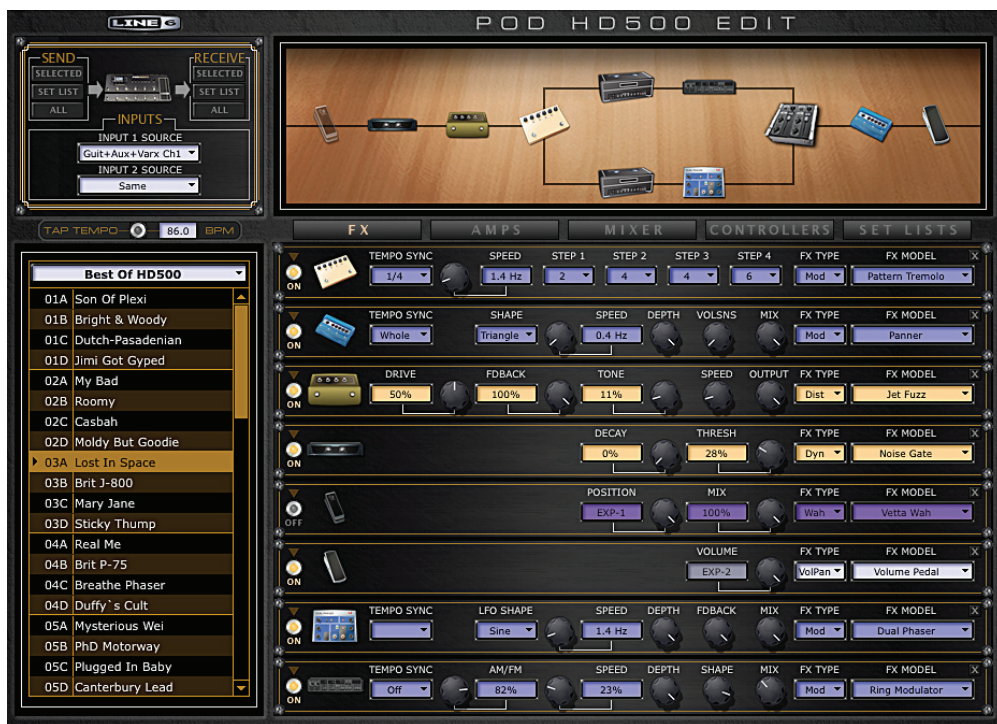 LINE 6
POD HD500 EDIT
SEND
RECEIVE
SELECTED
SELECTED
SET LIST
SET LIST
ALL
ALL
INPUTS
INPUT 1 SOURCE
Guit+Aux+Varx Ch1
INPUT 2 SOURCE
Same
TAP TEMPO 86.0 BPM
FX AMPS MIXER CONTROLLERS SET LISTS
Best Of HD500
01A Son Of Plexi
01B Bright & Woody
01C Dutch-Pasadenian
01D Jimi Got Gyped
02A My Bad
02B Roomy
02C Casbah
02D Moldy But Goodie
03A Lost In Space
03B Brit J-800
03C Mary Jane
03D Sticky Thump
04A Real Me
04B Brit P-75
04C Breathe Phaser
04D Duffy`s Cult
05A Mysterious Wei
05B PhD Motorway
05C Plugged In Baby
05D Canterbury Lead
TEMPO SYNC SPEED STEP 1 STEP 2 STEP 3 STEP 4 FX TYPE FX MODEL X
ON 1/4 1.4 Hz 2 4 4 6 Mod Pattern Tremolo
TEMPO SYNC SHAPE SPEED DEPTH VOLSNS MIX FX TYPE FX MODEL X
ON Whole Triangle 0.4 Hz Mod Panner
DRIVE FDBACK TONE SPEED OUTPUT FX TYPE FX MODEL X
ON 50% 100% 11% Dist Jet Fuzz
DECAY THRESH FX TYPE FX MODEL X
ON 0% 28% Dyn Noise Gate
POSITION MIX FX TYPE FX MODEL X
OFF EXP-1 100% Wah Vetta Wah
VOLUME FX TYPE FX MODEL X
ON EXP-2 VolPan Volume Pedal
TEMPO SYNC LFO SHAPE SPEED DEPTH FDBACK MIX FX TYPE FX MODEL X
ON Sine 1.4 Hz Mod Dual Phaser
TEMPO SYNC AM/FM SPEED DEPTH SHAPE MIX FX TYPE FX MODEL X
ON Off 82% 23% Mod Ring Modulator